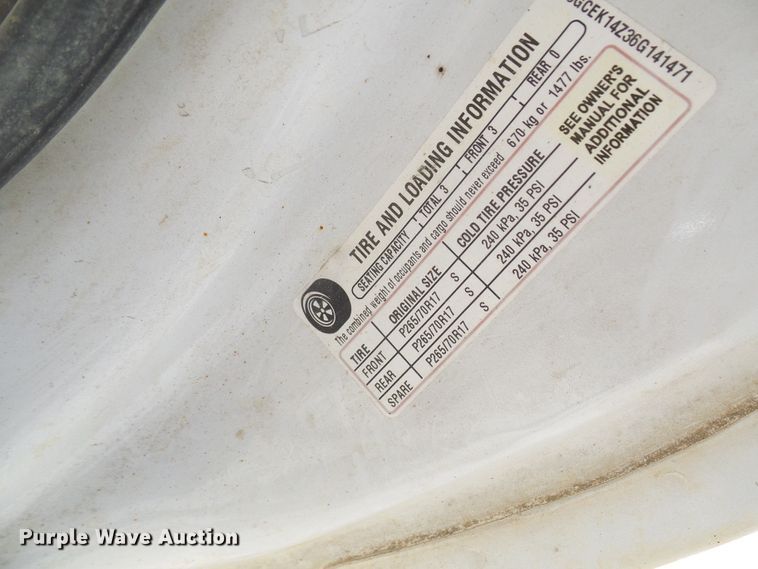 GCEK14Z36G141471
TIRE AND LOADING INFORMATION
SEATING CAPACITY TOTAL 3 FRONT 3 REAR 0
The combined weight of occupants and cargo should never exceed 670 kg or 1477 lbs.
TIRE ORIGINAL SIZE COLD TIRE PRESSURE
FRONT P265/70R17 S 240 kPa, 35 PSI
REAR P265/70R17 S 240 kPa, 35 PSI
SPARE P265/70R17 S 240 kPa, 35 PSI
SEE OWNER'S
MANUAL FOR
ADDITIONAL
INFORMATION
Purple Wave Auction